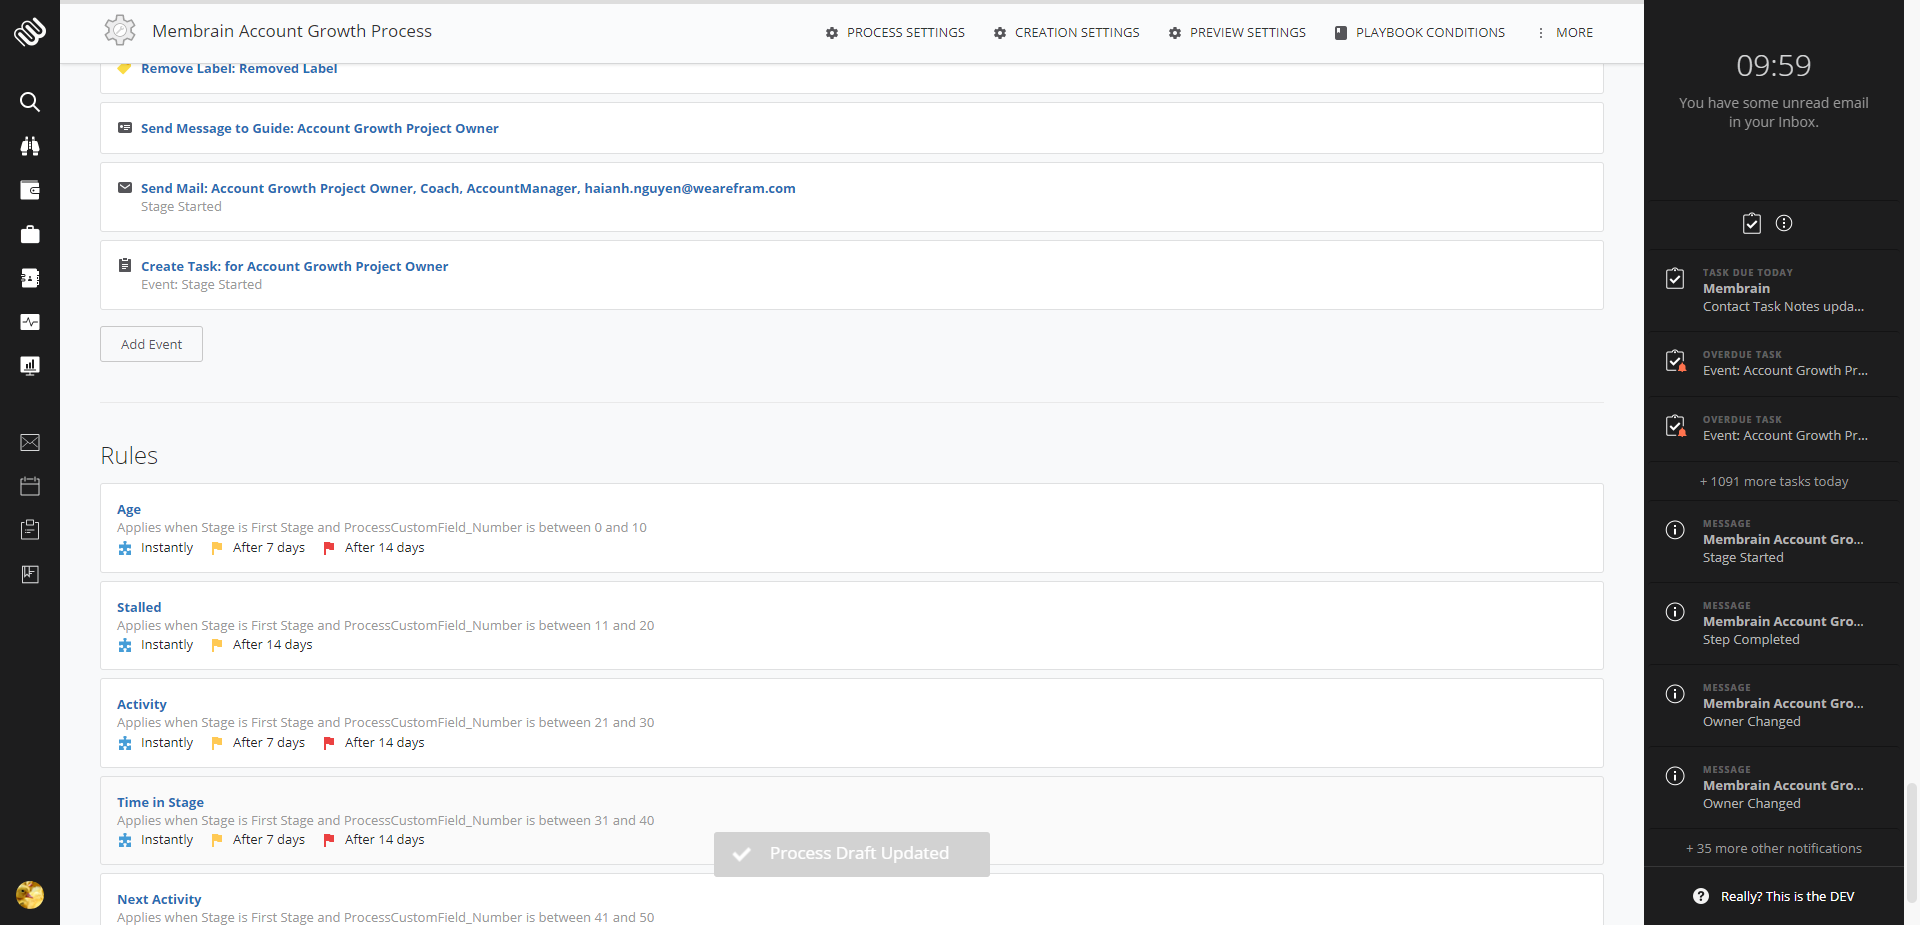 Membrain Account Growth Process
PROCESS SETTINGS
CREATION SETTINGS
PREVIEW SETTINGS
PLAYBOOK CONDITIONS
MORE
Remove Label: Removed Label
Send Message to Guide: Account Growth Project Owner
Send Mail: Account Growth Project Owner, Coach, AccountManager, haianh.nguyen@wearefram.com
Stage Started
Create Task: for Account Growth Project Owner
Event: Stage Started
Add Event
Rules
Age
Applies when Stage is First Stage and ProcessCustomField_Number is between 0 and 10
Instantly After 7 days After 14 days
Stalled
Applies when Stage is First Stage and ProcessCustomField_Number is between 11 and 20
Instantly After 14 days
Activity
Applies when Stage is First Stage and ProcessCustomField_Number is between 21 and 30
Instantly After 7 days After 14 days
Time in Stage
Applies when Stage is First Stage and ProcessCustomField_Number is between 31 and 40
Instantly After 7 days After 14 days
Process Draft Updated
Next Activity
Applies when Stage is First Stage and ProcessCustomField_Number is between 41 and 50
09:59
You have some unread email
in your Inbox.
TASK DUE TODAY
Membrain
Contact Task Notes upda...
OVERDUE TASK
Event: Account Growth Pr...
OVERDUE TASK
Event: Account Growth Pr...
+ 1091 more tasks today
MESSAGE
Membrain Account Gro...
Stage Started
MESSAGE
Membrain Account Gro...
Step Completed
MESSAGE
Membrain Account Gro...
Owner Changed
MESSAGE
Membrain Account Gro...
Owner Changed
+ 35 more other notifications
Really? This is the DEV